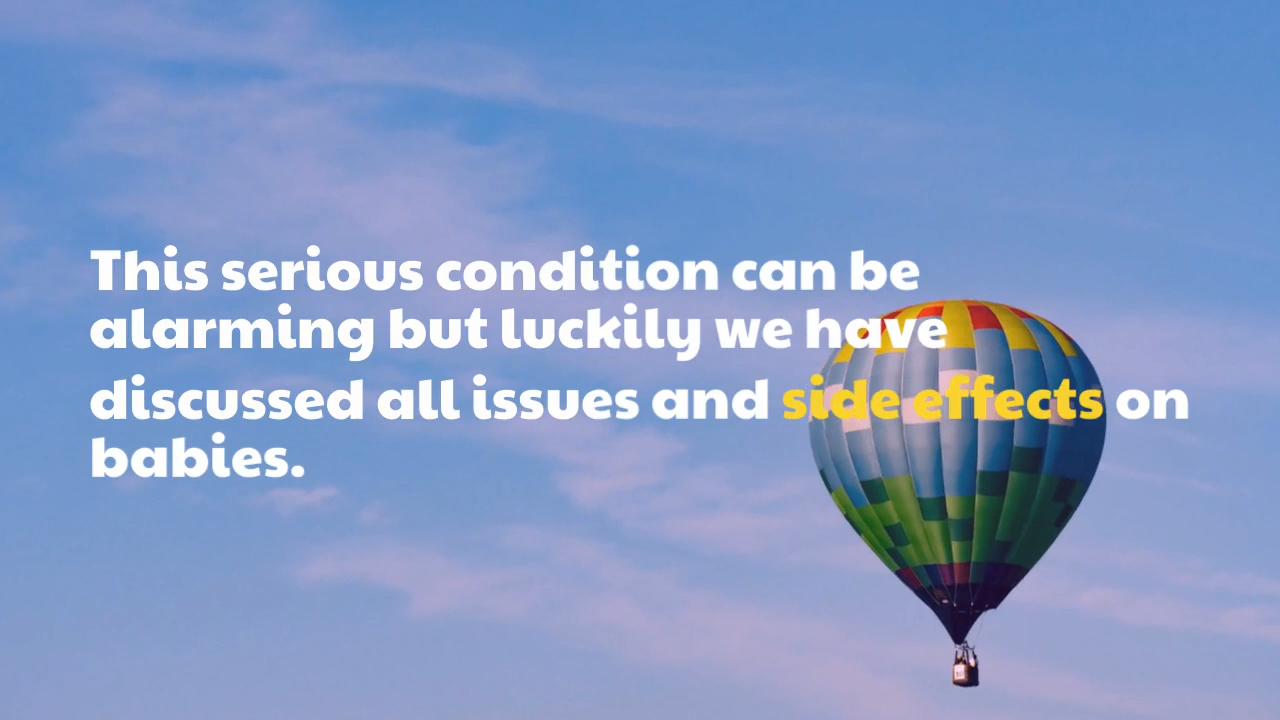 This serious condition can be
alarming but luckily we have
discussed all issues and side effects on
babies.